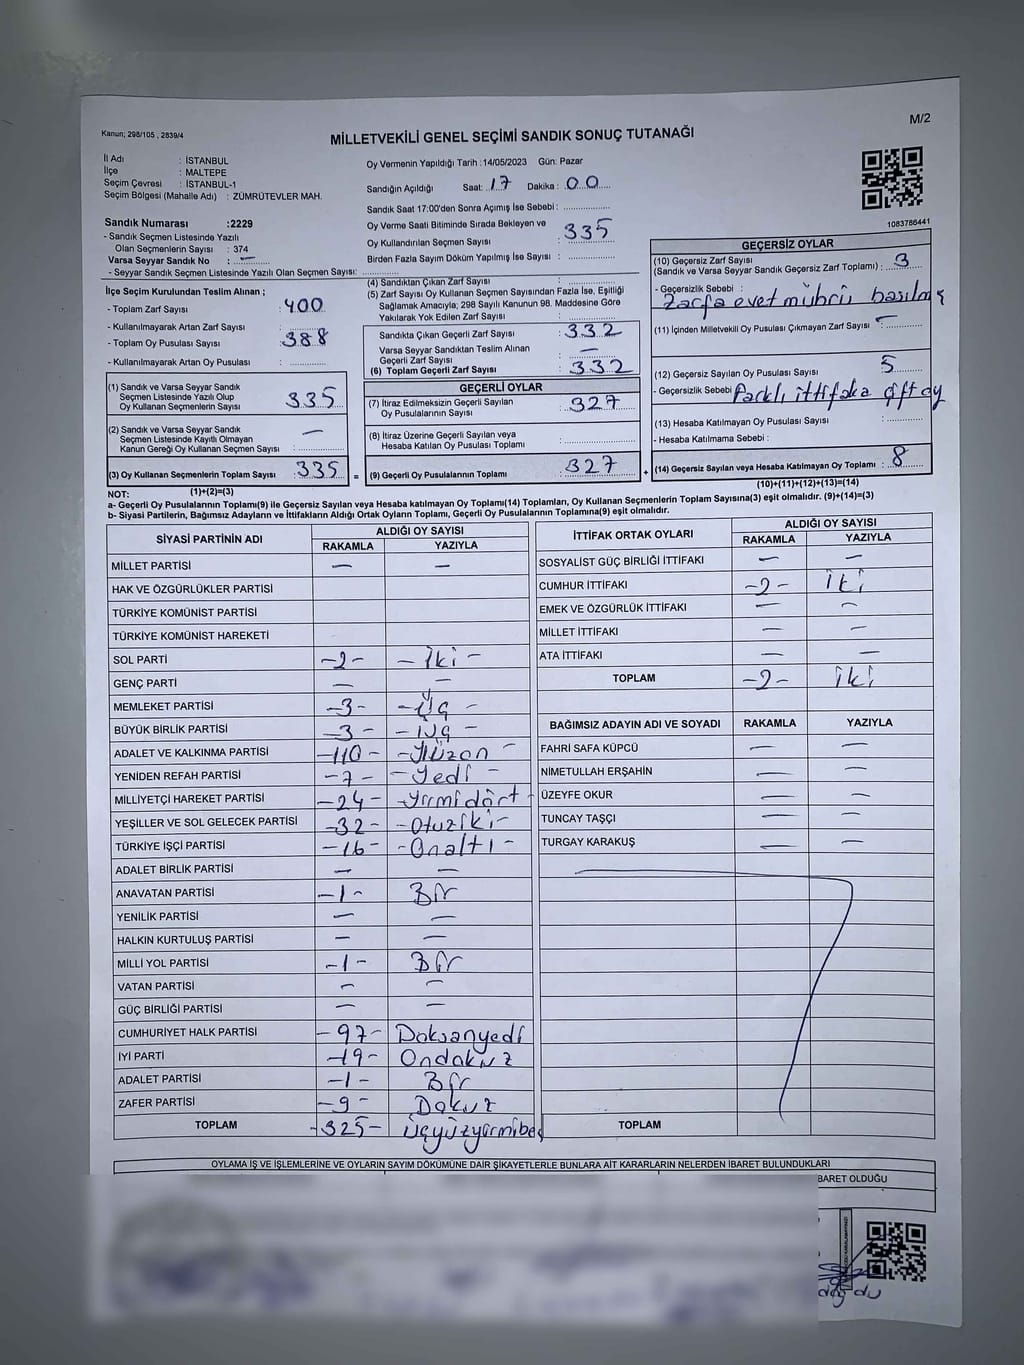 Kanun; 298/105 , 2839/4
M/2
MİLLETVEKİLİ GENEL SEÇİMİ SANDIK SONUÇ TUTANAĞI
İl Adı : İSTANBUL
İlçe : MALTEPE
Seçim Çevresi : İSTANBUL-1
Seçim Bölgesi (Mahalle Adı) : ZÜMRÜTEVLER MAH.
Sandık Numarası :2229
- Sandık Seçmen Listesinde Yazılı
Olan Seçmenlerin Sayısı : 374
Varsa Seyyar Sandık No : —
- Seyyar Sandık Seçmen Listesinde Yazılı Olan Seçmen Sayısı:
Oy Vermenin Yapıldığı Tarih :14/05/2023 Gün: Pazar
Sandığın Açıldığı Saat: 17 Dakika : 00
Sandık Saat 17:00'den Sonra Açımış İse Sebebi :
Oy Verme Saati Bitiminde Sırada Bekleyen ve
Oy Kullandırılan Seçmen Sayısı : 335
Birden Fazla Sayım Döküm Yapılmış İse Sayısı :
1083786441
İlçe Seçim Kurulundan Teslim Alınan ;
- Toplam Zarf Sayısı : 400
- Kullanılmayarak Artan Zarf Sayısı :
- Toplam Oy Pusulası Sayısı : 388
- Kullanılmayarak Artan Oy Pusulası :
(1) Sandık ve Varsa Seyyar Sandık
Seçmen Listesinde Yazılı Olup
Oy Kullanan Seçmenlerin Sayısı : 335
(2) Sandık ve Varsa Seyyar Sandık
Seçmen Listesinde Kayıtlı Olmayan
Kanun Gereği Oy Kullanan Seçmen Sayısı : —
(3) Oy Kullanan Seçmenlerin Toplam Sayısı : 335 =
(1)+(2)=(3)
(4) Sandıktan Çıkan Zarf Sayısı :
(5) Zarf Sayısı Oy Kullanan Seçmen Sayısından Fazla İse, Eşitliği
Sağlamak Amacıyla; 298 Sayılı Kanunun 98. Maddesine Göre
Yakılarak Yok Edilen Zarf Sayısı :
Sandıkta Çıkan Geçerli Zarf Sayısı : 332
Varsa Seyyar Sandıktan Teslim Alınan
Geçerli Zarf Sayısı : —
(6) Toplam Geçerli Zarf Sayısı : 332
GEÇERLİ OYLAR
(7) İtiraz Edilmeksizin Geçerli Sayılan
Oy Pusulalarının Sayısı : 327
(8) İtiraz Üzerine Geçerli Sayılan veya
Hesaba Katılan Oy Pusulası Toplamı :
(9) Geçerli Oy Pusulalarının Toplamı : 327 +
GEÇERSİZ OYLAR
(10) Geçersiz Zarf Sayısı
(Sandık ve Varsa Seyyar Sandık Geçersiz Zarf Toplamı) : 3
- Geçersizlik Sebebi :
Zarfa evet mührü basılmış
(11) İçinden Milletvekili Oy Pusulası Çıkmayan Zarf Sayısı : —
(12) Geçersiz Sayılan Oy Pusulası Sayısı : 5
- Geçersizlik Sebebi : Farklı ittifaka çift oy
(13) Hesaba Katılmayan Oy Pusulası Sayısı :
- Hesaba Katılmama Sebebi :
(14) Geçersiz Sayılan veya Hesaba Katılmayan Oy Toplamı : 8
(10)+(11)+(12)+(13)=(14)
NOT:
a- Geçerli Oy Pusulalarının Toplamı(9) ile Geçersiz Sayılan veya Hesaba katılmayan Oy Toplamı(14) Toplamları, Oy Kullanan Seçmenlerin Toplam Sayısına(3) eşit olmalıdır. (9)+(14)=(3)
b- Siyasi Partilerin, Bağımsız Adayların ve İttifakların Aldığı Ortak Oyların Toplamı, Geçerli Oy Pusulalarının Toplamına(9) eşit olmalıdır.
SİYASİ PARTİNİN ADI ALDIĞI OY SAYISI
RAKAMLA YAZIYLA
MİLLET PARTİSİ — —
HAK VE ÖZGÜRLÜKLER PARTİSİ
TÜRKİYE KOMÜNİST PARTİSİ
TÜRKİYE KOMÜNİST HAREKETİ
SOL PARTİ -2- - İki -
GENÇ PARTİ — —
MEMLEKET PARTİSİ -3- - Üç -
BÜYÜK BİRLİK PARTİSİ -3- - Üç -
ADALET VE KALKINMA PARTİSİ -110- -Yüzon -
YENİDEN REFAH PARTİSİ -7- - Yedi -
MİLLİYETÇİ HAREKET PARTİSİ -24- -Yirmidört -
YEŞİLLER VE SOL GELECEK PARTİSİ -32- -Otuziki-
TÜRKİYE İŞÇİ PARTİSİ -16- -Onaltı -
ADALET BİRLİK PARTİSİ — —
ANAVATAN PARTİSİ -1- Bir
YENİLİK PARTİSİ — —
HALKIN KURTULUŞ PARTİSİ — —
MİLLİ YOL PARTİSİ -1- Bir
VATAN PARTİSİ — —
GÜÇ BİRLİĞİ PARTİSİ — —
CUMHURİYET HALK PARTİSİ -97- Doksanyedi
İYİ PARTİ -19- Ondokuz
ADALET PARTİSİ -1- Bir
ZAFER PARTİSİ -9- Dokuz
TOPLAM -325- üçyüzyirmibeş
İTTİFAK ORTAK OYLARI ALDIĞI OY SAYISI
RAKAMLA YAZIYLA
SOSYALİST GÜÇ BİRLİĞİ İTTİFAKI — —
CUMHUR İTTİFAKI -2- İki
EMEK VE ÖZGÜRLÜK İTTİFAKI — —
MİLLET İTTİFAKI — —
ATA İTTİFAKI — —
TOPLAM -2- İki
BAĞIMSIZ ADAYIN ADI VE SOYADI RAKAMLA YAZIYLA
FAHRİ SAFA KÜPCÜ — —
NİMETULLAH ERŞAHİN — —
ÜZEYFE OKUR — —
TUNCAY TAŞÇI — —
TURGAY KARAKUŞ — —
TOPLAM
OYLAMA İŞ VE İŞLEMLERİNE VE OYLARIN SAYIM DÖKÜMÜNE DAİR ŞİKAYETLERLE BUNLARA AİT KARARLARIN NELERDEN İBARET BULUNDUKLARI
BARET OLDUĞU